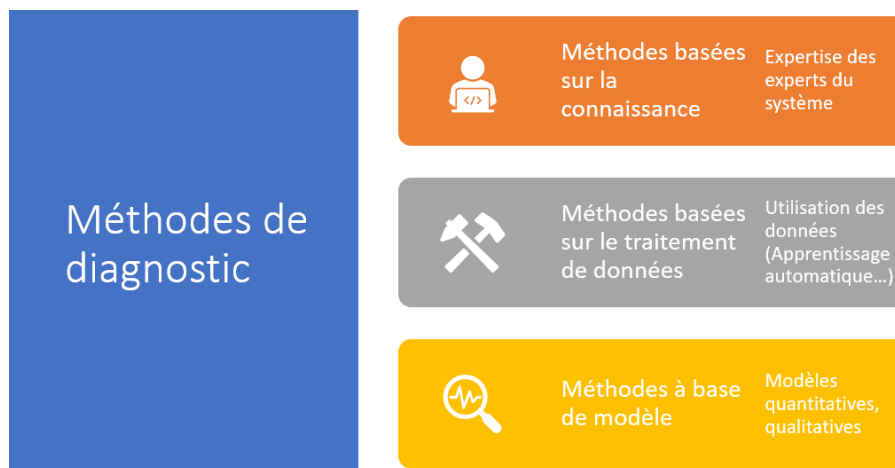 Méthodes de
diagnostic
Méthodes basées
sur la
connaissance
Expertise des
experts du
système
Méthodes basées
sur le traitement
de données
Utilisation des
données
(Apprentissage
automatique...)
Méthodes à base
de modèle
Modèles
quantitatives,
qualitatives